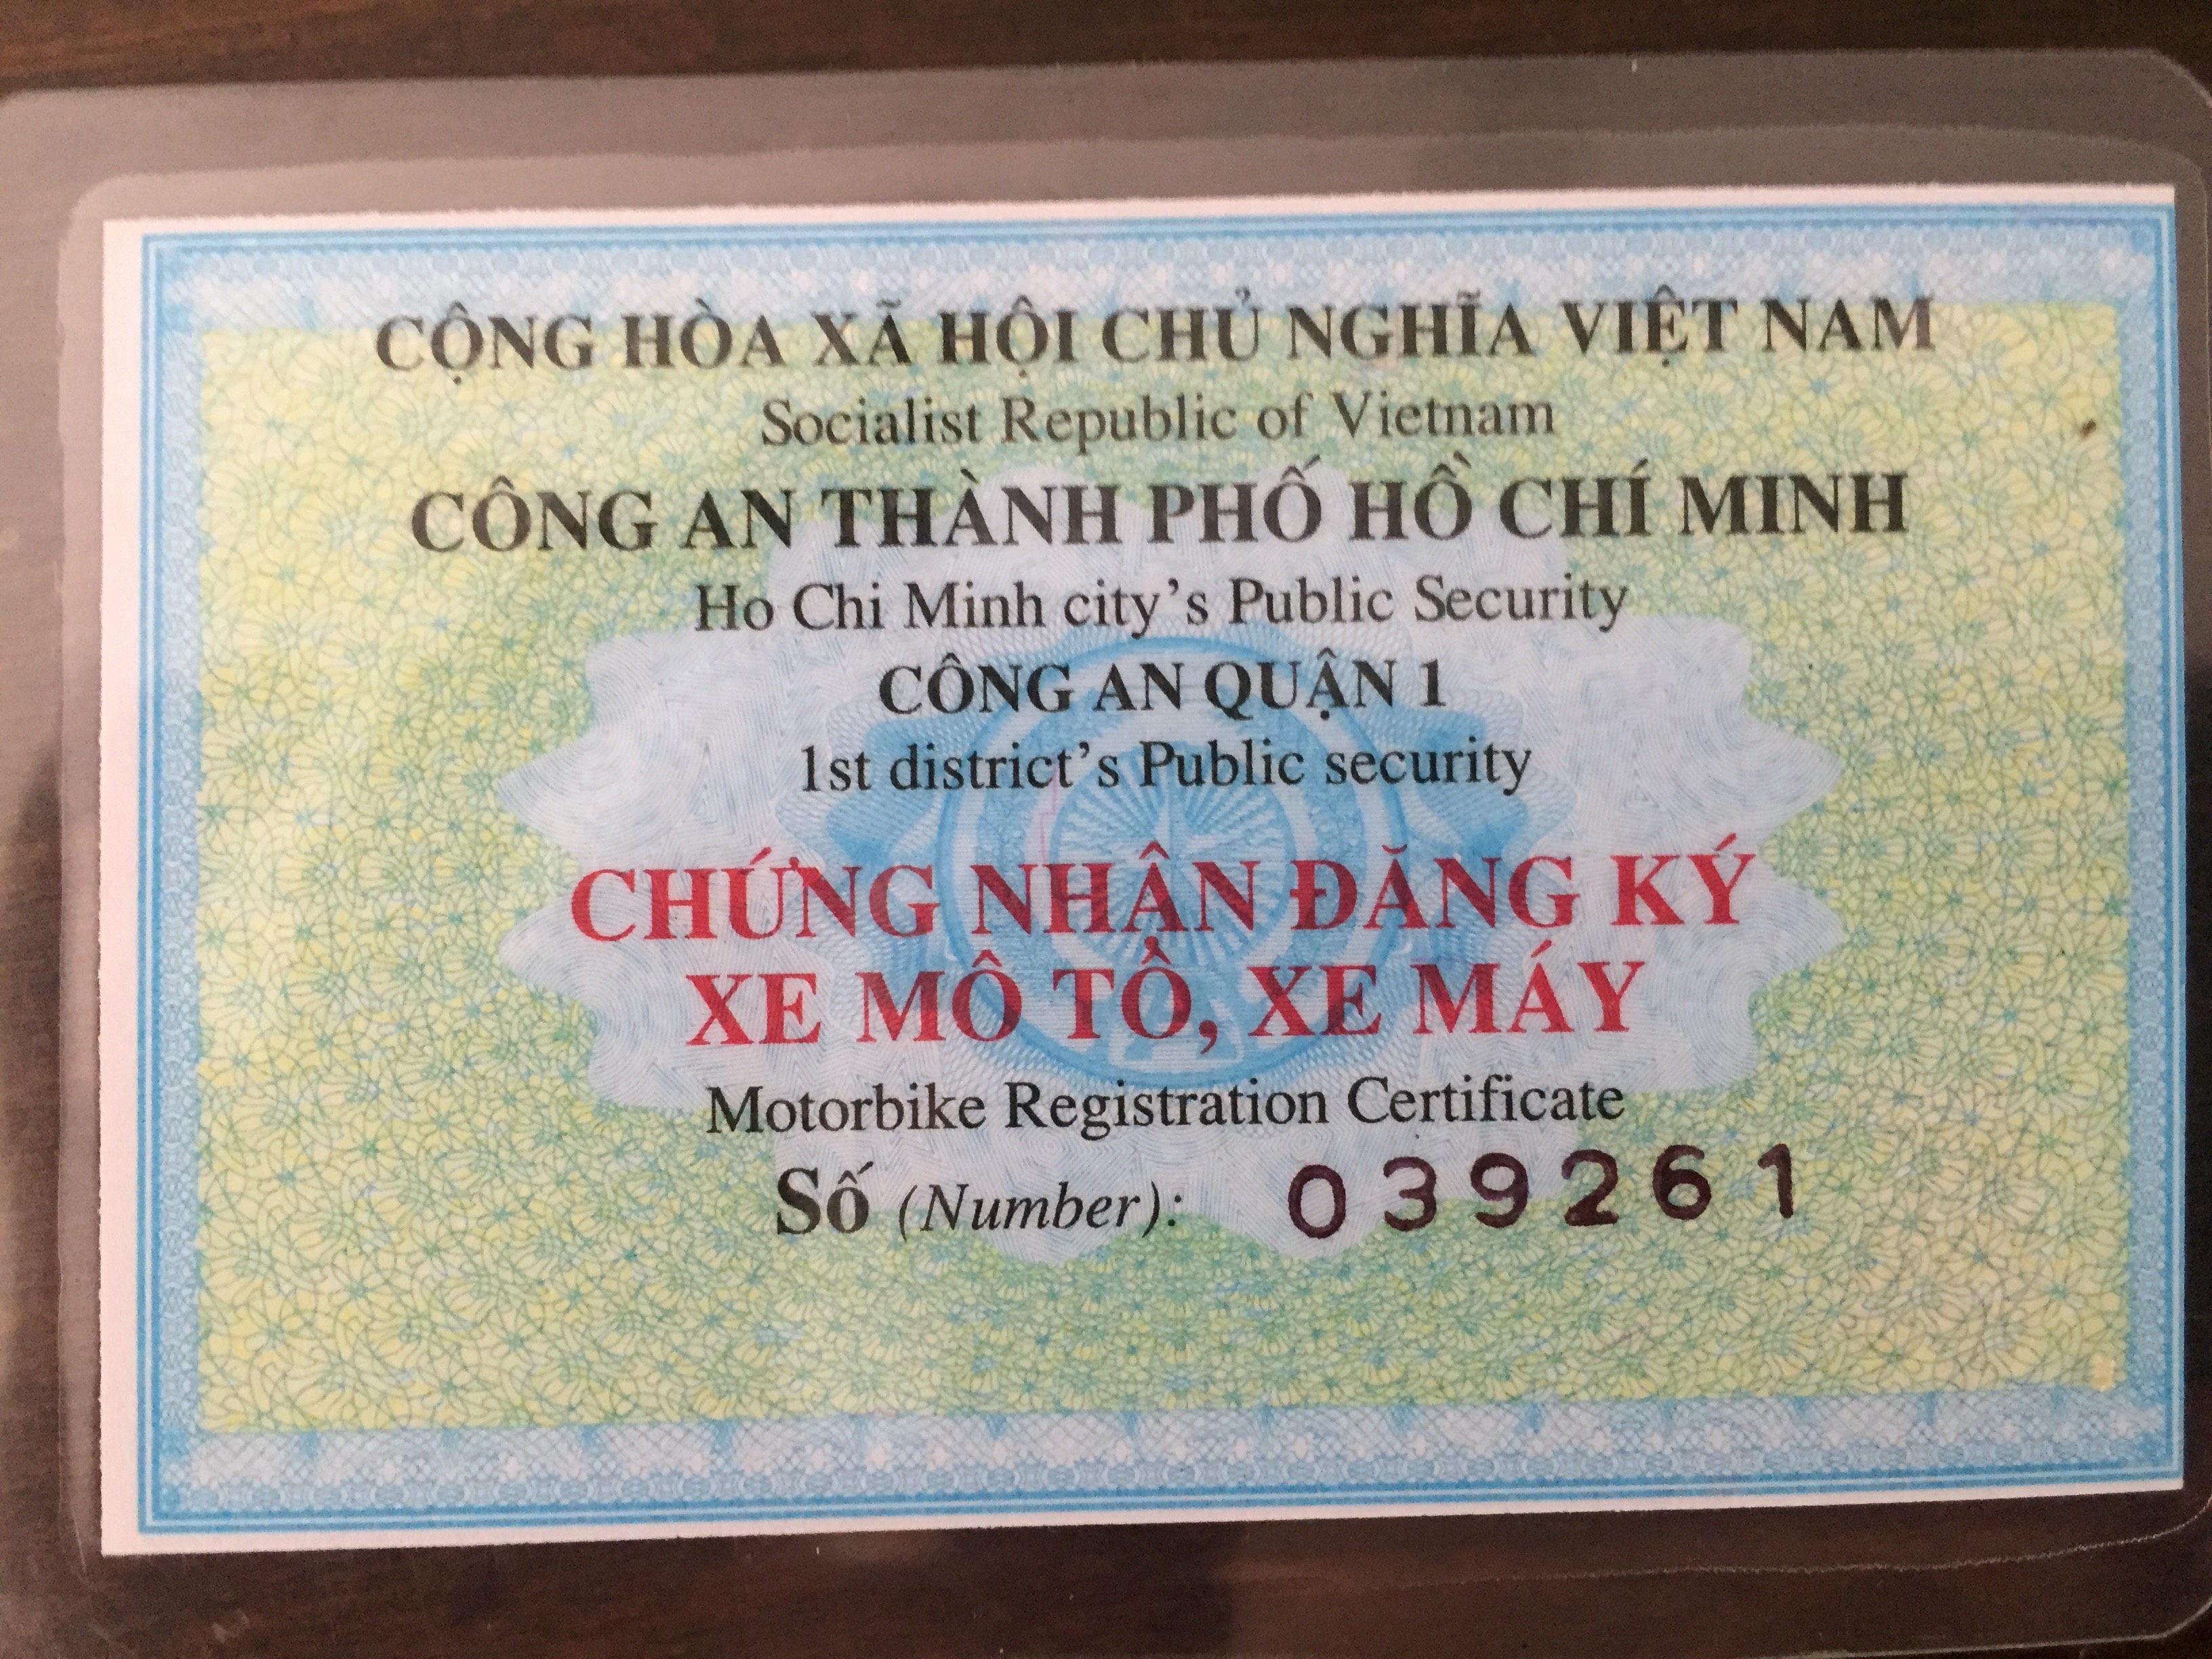 CỘNG HÒA XÃ HỘI CHỦ NGHĨA VIỆT NAM
Socialist Republic of Vietnam
CÔNG AN THÀNH PHỐ HỒ CHÍ MINH
Ho Chi Minh city's Public Security
CÔNG AN QUẬN 1
1st district's Public security
CHỨNG NHẬN ĐĂNG KÝ
XE MÔ TÔ, XE MÁY
Motorbike Registration Certificate
Số (Number): 039261